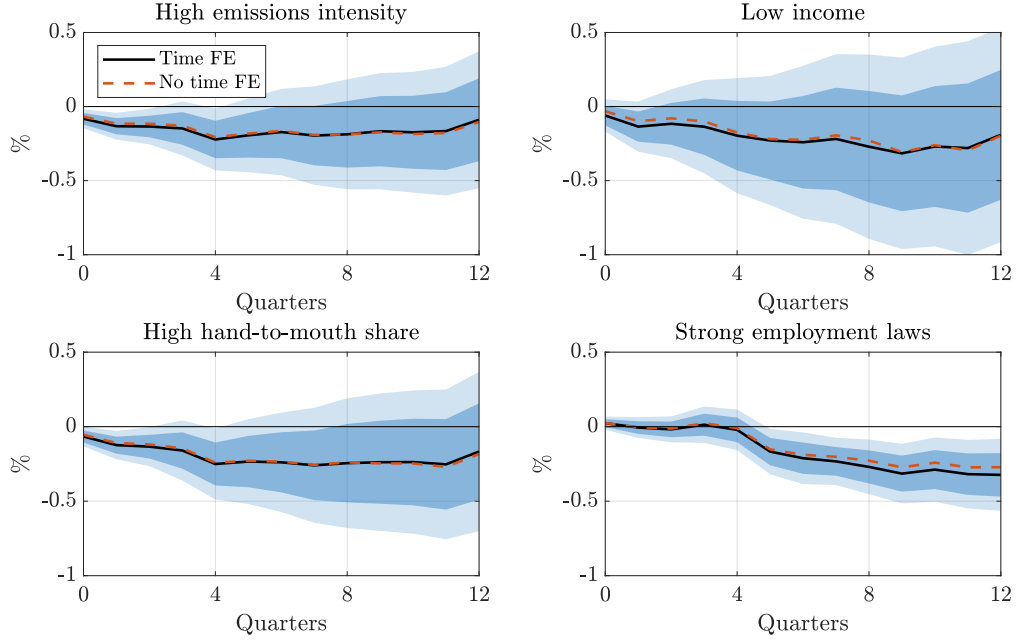 High emissions intensity
0.5
0
-0.5
-1
%
Time FE
No time FE
0 4 8 12
Quarters
Low income
0.5
0
-0.5
-1
%
0 4 8 12
Quarters
High hand-to-mouth share
0.5
0
-0.5
-1
%
0 4 8 12
Quarters
Strong employment laws
0.5
0
-0.5
-1
%
0 4 8 12
Quarters